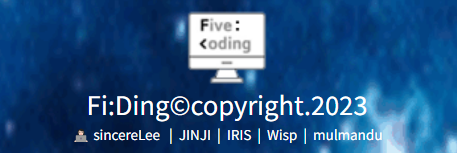 Five:
<oding
Fi:Ding©copyright.2023
sincereLee | JINJI | IRIS | Wisp | mulmandu